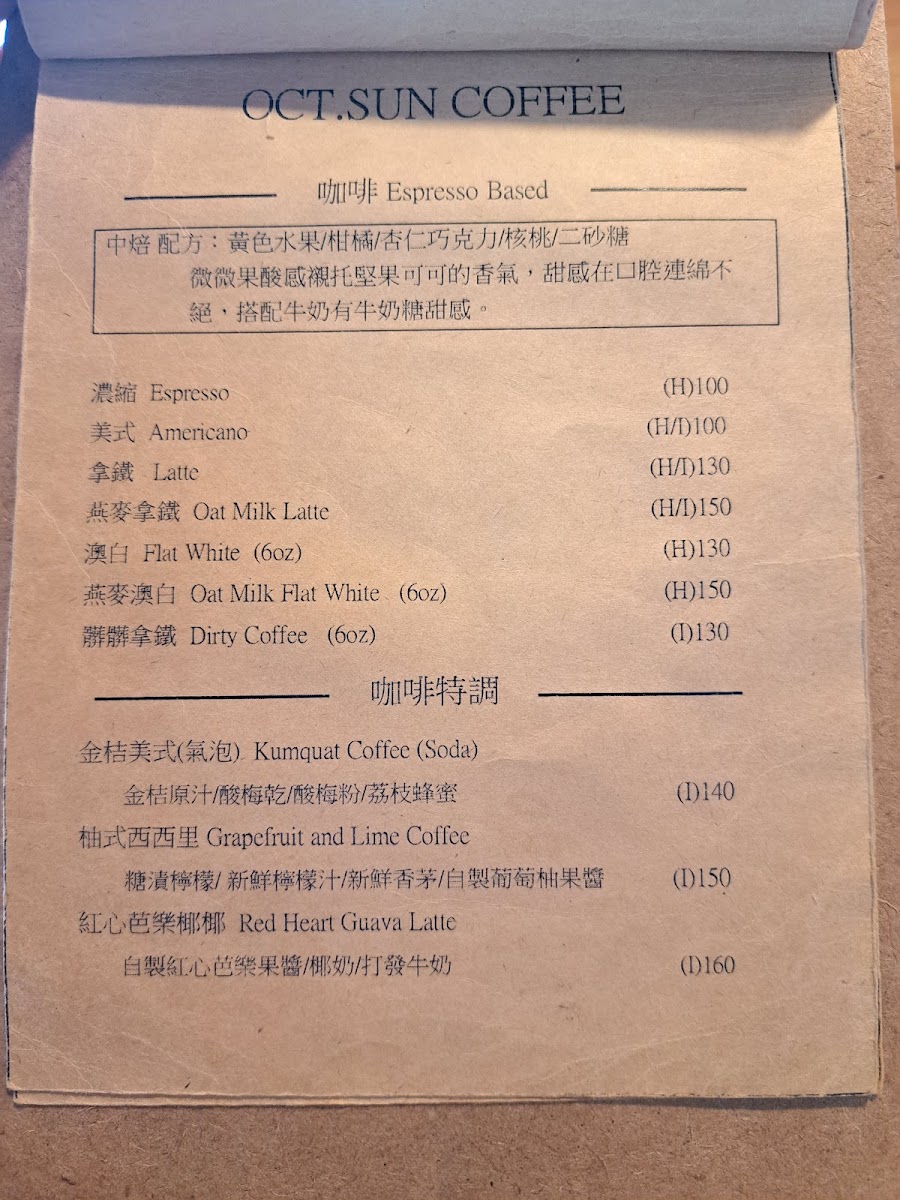 OCT.SUN COFFEE
咖啡 Espresso Based
中焙 配方：黃色水果/柑橘/杏仁巧克力/核桃/二砂糖
微微果酸感襯托堅果可可的香氣，甜感在口腔連綿不
絕，搭配牛奶有牛奶糖甜感。
濃縮 Espresso (H)100
美式 Americano (H/I)100
拿鐵 Latte (H/I)130
燕麥拿鐵 Oat Milk Latte (H/I)150
澳白 Flat White (6oz) (H)130
燕麥澳白 Oat Milk Flat White (6oz) (H)150
髒髒拿鐵 Dirty Coffee (6oz) (I)130
咖啡特調
金桔美式(氣泡) Kumquat Coffee (Soda)
金桔原汁/酸梅乾/酸梅粉/荔枝蜂蜜 (I)140
柚式西西里 Grapefruit and Lime Coffee
糖漬檸檬/ 新鮮檸檬汁/新鮮香茅/自製葡萄柚果醬 (I)150
紅心芭樂椰椰 Red Heart Guava Latte
自製紅心芭樂果醬/椰奶/打發牛奶 (I)160